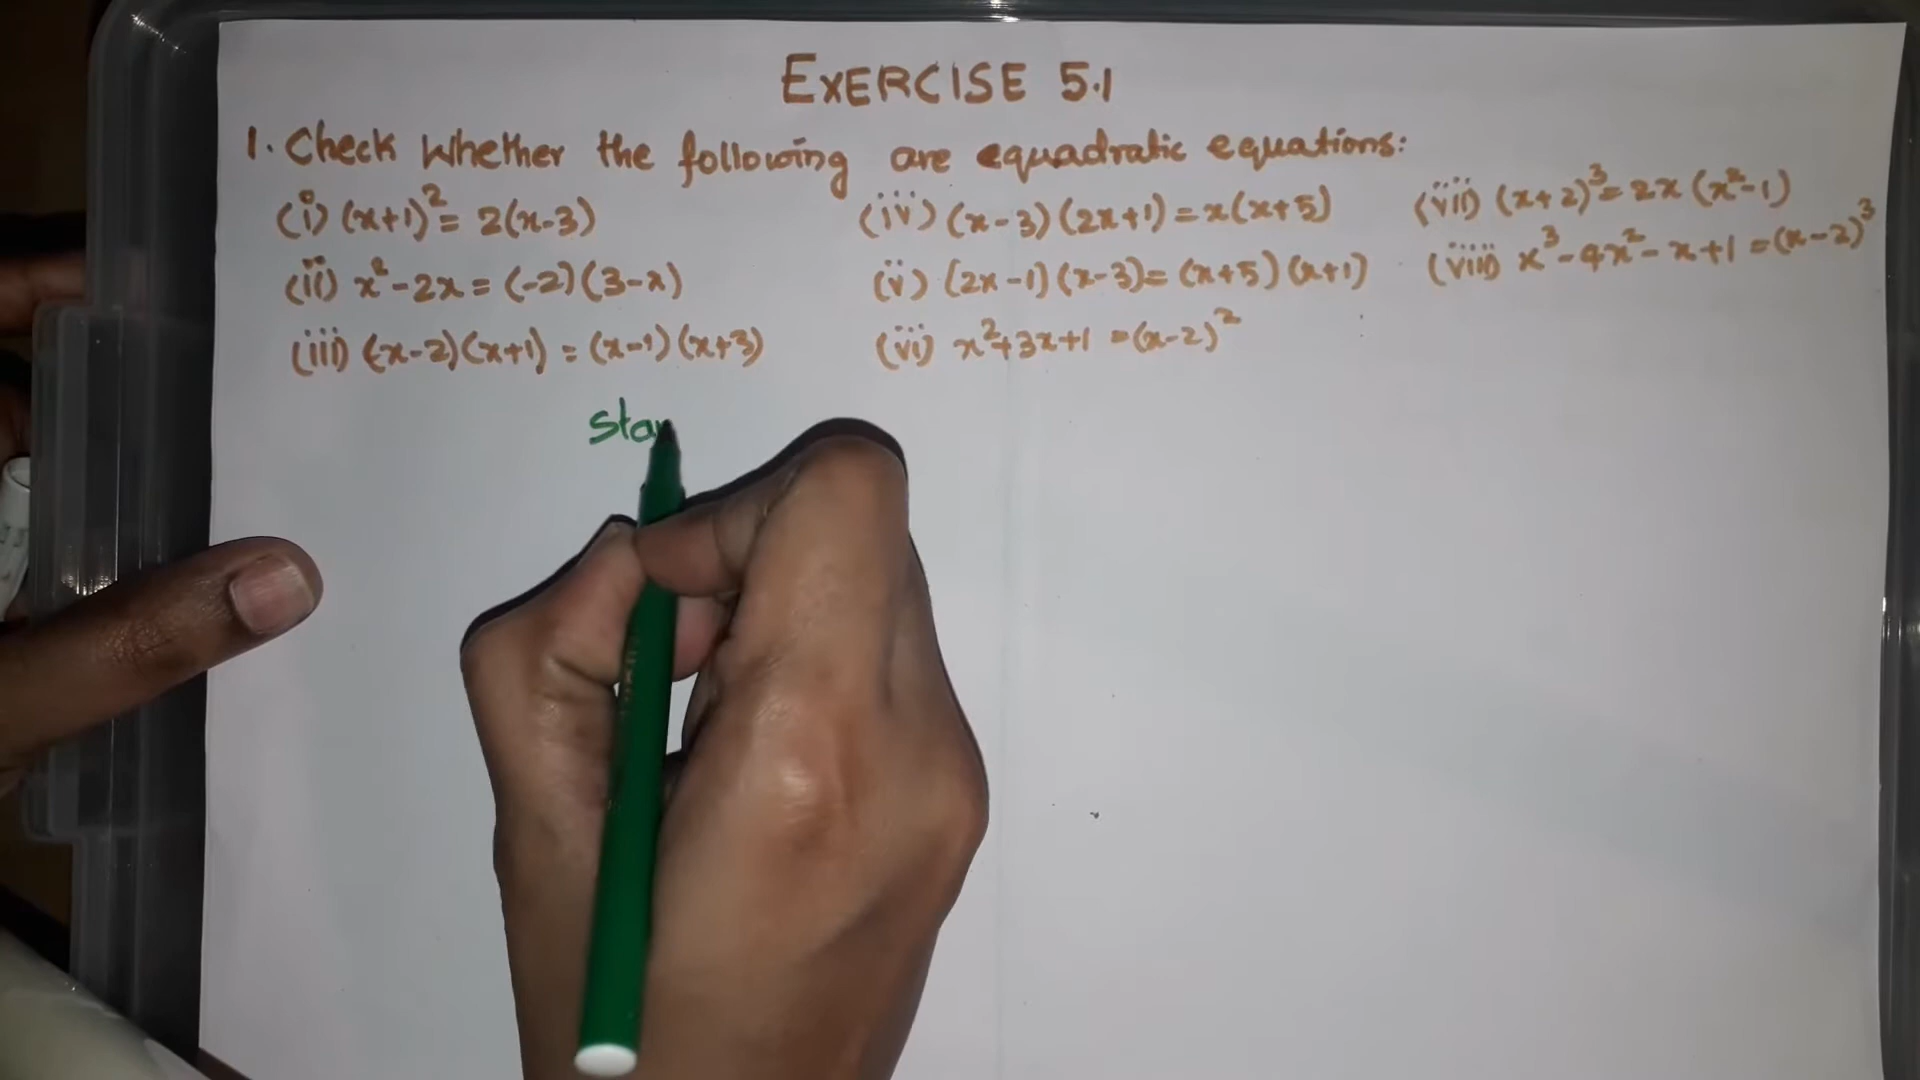 EXERCISE 5.1
1. Check whether the following are equadratic equations:
(i) (x+1)² = 2(x-3)
(ii) x² - 2x = (-2)(3-x)
(iii) (x-2)(x+1) = (x-1)(x+3)
(iv) (x-3)(2x+1) = x(x+5)
(v) (2x-1)(x-3) = (x+5)(x+1)
(vi) x²+3x+1 = (x-2)²
(vii) (x+2)³ = 2x(x²-1)
(viii) x³-4x²-x+1 = (x-2)³
Star